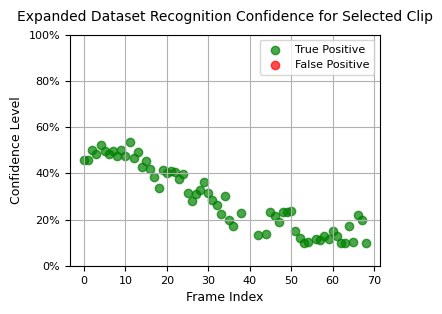 Expanded Dataset Recognition Confidence for Selected Clip
100%
80%
60%
40%
20%
0%
Confidence Level
True Positive
False Positive
0 10 20 30 40 50 60 70
Frame Index